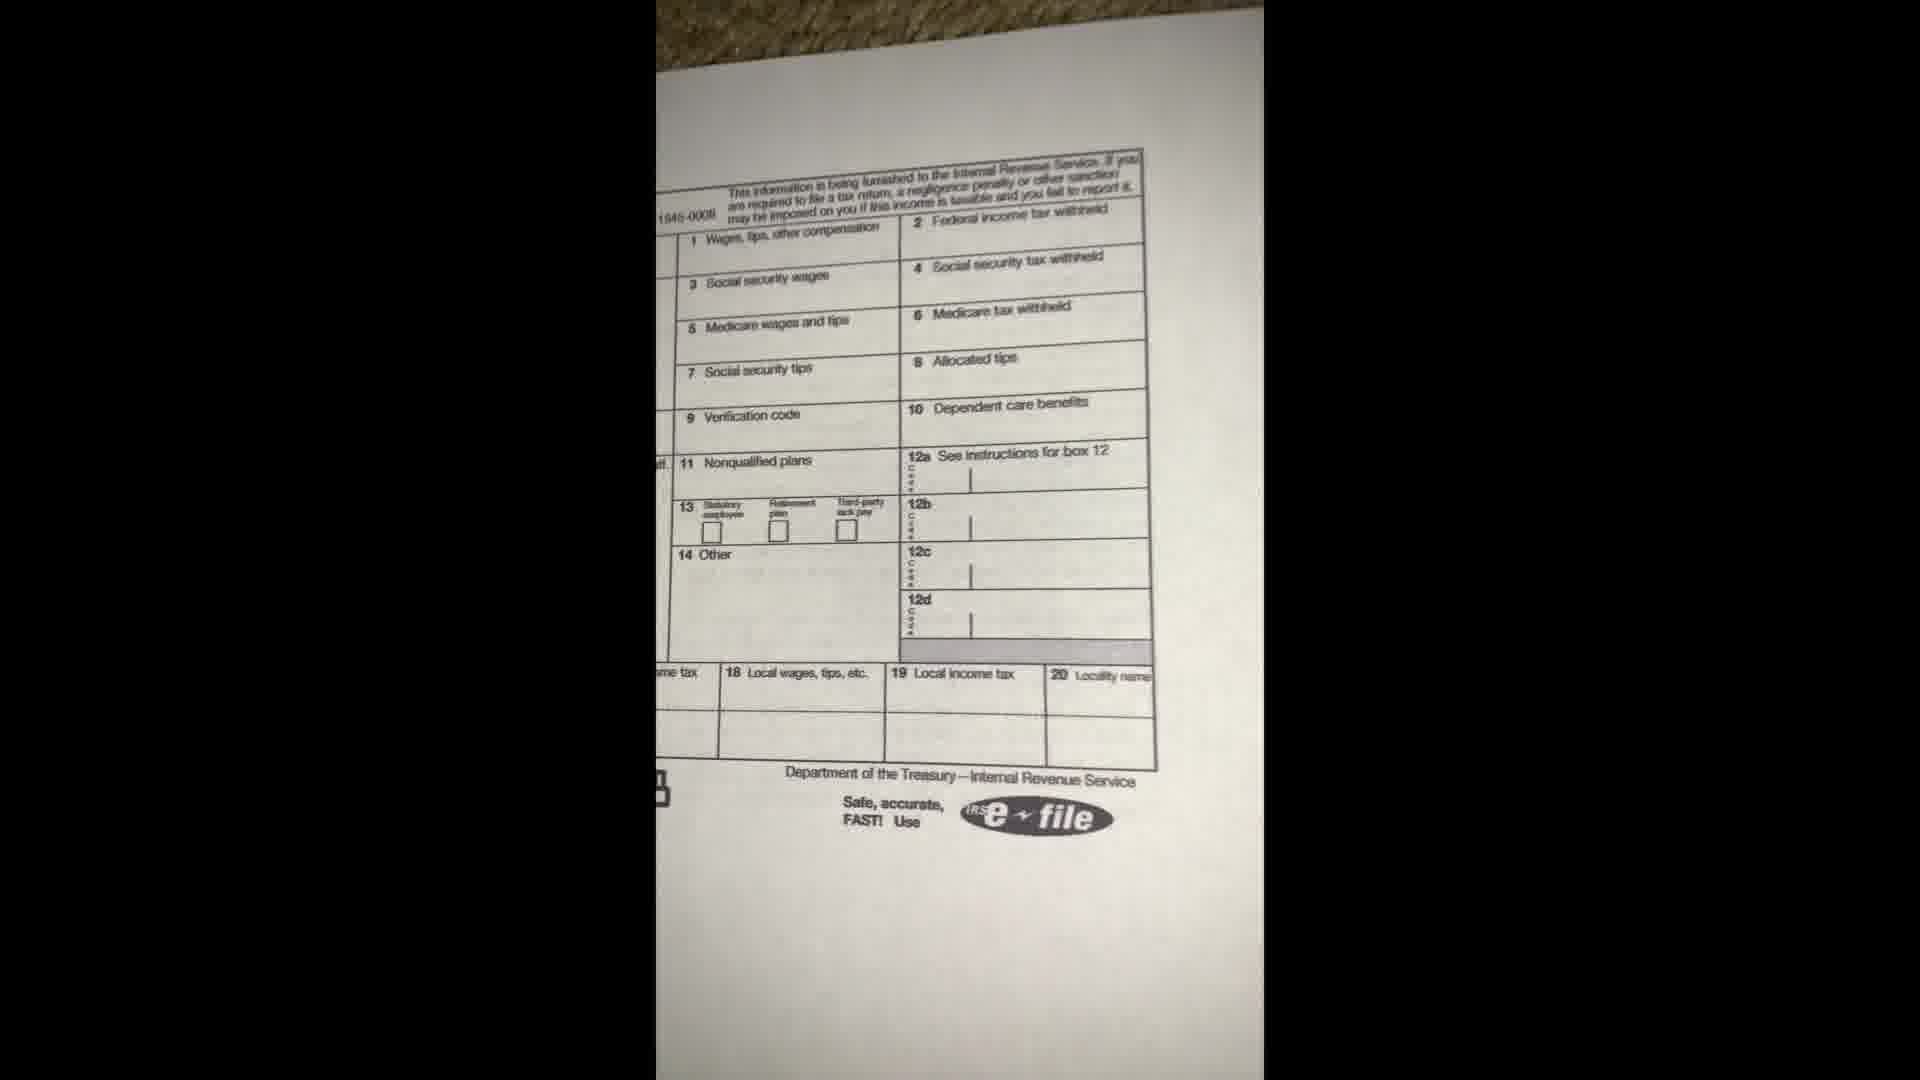 This information is being furnished to the Internal Revenue Service. If you
are required to file a tax return, a negligence penalty or other sanction
may be imposed on you if this income is taxable and you fail to report it.
1545-0008
1 Wages, tips, other compensation
2 Federal income tax withheld
3 Social security wages
4 Social security tax withheld
5 Medicare wages and tips
6 Medicare tax withheld
7 Social security tips
8 Allocated tips
9 Verification code
10 Dependent care benefits
ff.
11 Nonqualified plans
12a See instructions for box 12
C
o
d
e
13
Statutory
employee
Retirement
plan
Third-party
sick pay
12b
C
o
d
e
14 Other
12c
C
o
d
e
12d
C
o
d
e
me tax
18 Local wages, tips, etc.
19 Local income tax
20 Locality name
Department of the Treasury—Internal Revenue Service
Safe, accurate,
FAST! Use
IRS e~file